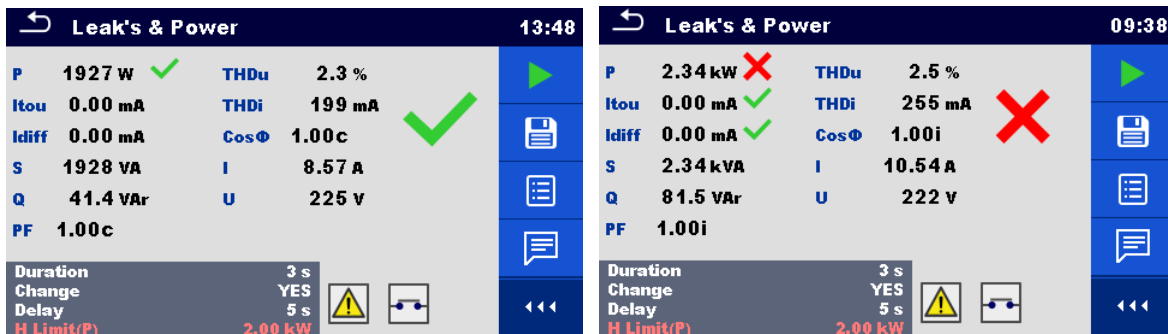 Leak's & Power 13:48
P 1927 W THDu 2.3 %
Itou 0.00 mA THDi 199 mA
Idiff 0.00 mA CosΦ 1.00c
S 1928 VA I 8.57 A
Q 41.4 VAr U 225 V
PF 1.00c
Duration 3 s
Change YES
Delay 5 s
H Limit(P) 2.00 kW
Leak's & Power 09:38
P 2.34 kW THDu 2.5 %
Itou 0.00 mA THDi 255 mA
Idiff 0.00 mA CosΦ 1.00i
S 2.34 kVA I 10.54 A
Q 81.5 VAr U 222 V
PF 1.00i
Duration 3 s
Change YES
Delay 5 s
H Limit(P) 2.00 kW